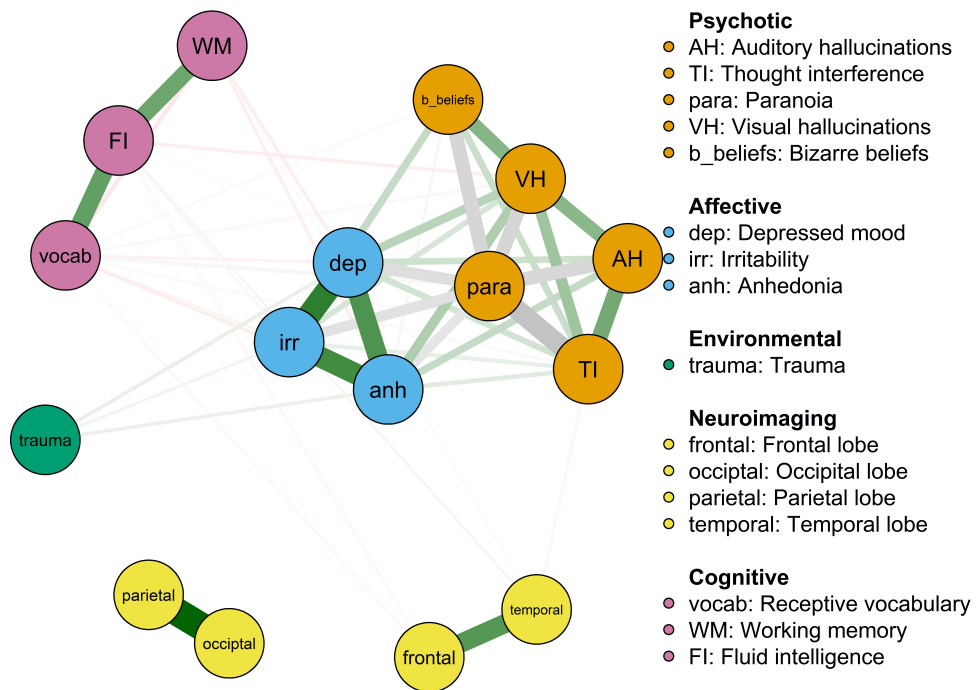 WM
FI
vocab
b_beliefs
VH
dep
para
AH
irr
anh
TI
trauma
parietal
occiptal
frontal
temporal
Psychotic
AH: Auditory hallucinations
TI: Thought interference
para: Paranoia
VH: Visual hallucinations
b_beliefs: Bizarre beliefs
Affective
dep: Depressed mood
irr: Irritability
anh: Anhedonia
Environmental
trauma: Trauma
Neuroimaging
frontal: Frontal lobe
occiptal: Occipital lobe
parietal: Parietal lobe
temporal: Temporal lobe
Cognitive
vocab: Receptive vocabulary
WM: Working memory
FI: Fluid intelligence